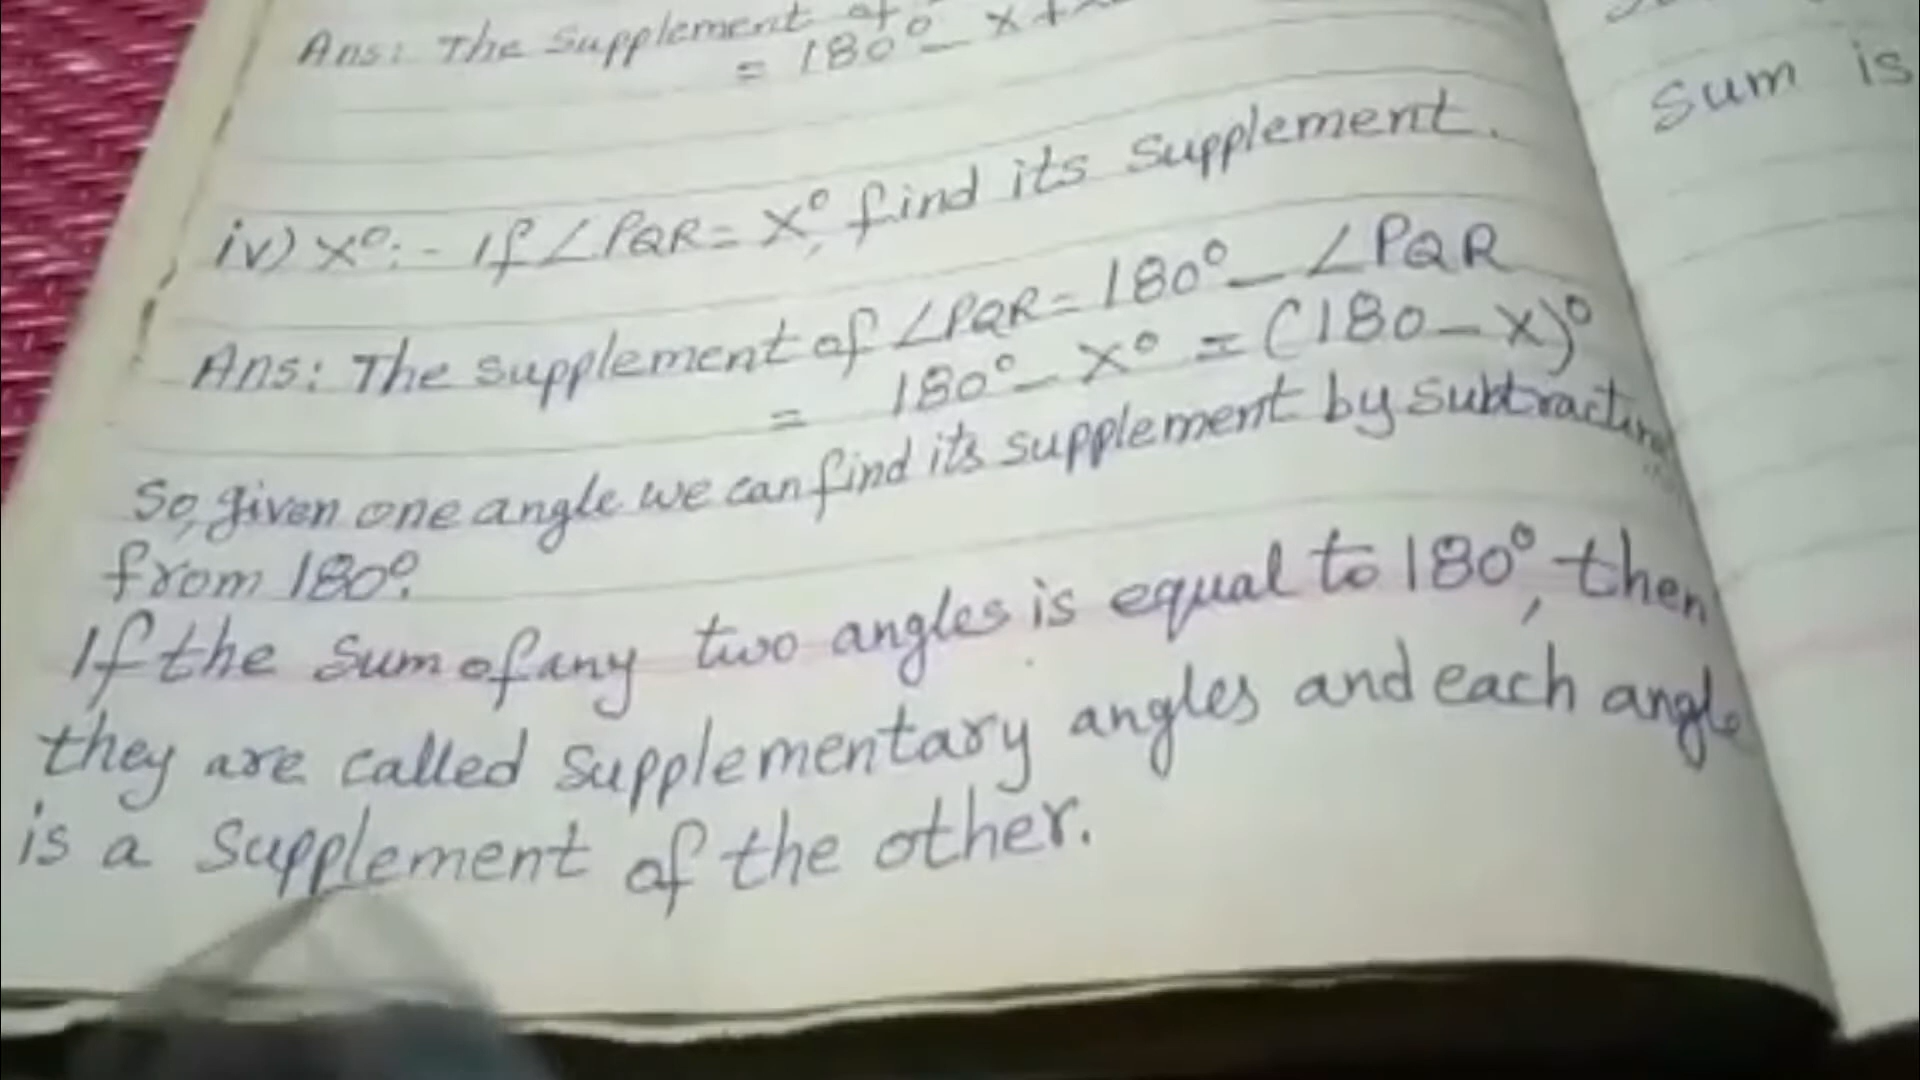 Ans: The Supplement of
= 180° - x +
iv) x°:- If ∠PQR = x°, find its supplement.
Ans: The supplement of ∠PQR = 180° - ∠PQR
= 180° - x° = (180 - x)°
So, given one angle we can find its supplement by subtracting
from 180°.
If the sum of any two angles is equal to 180°, then
they are called supplementary angles and each angle
is a supplement of the other.
sum is